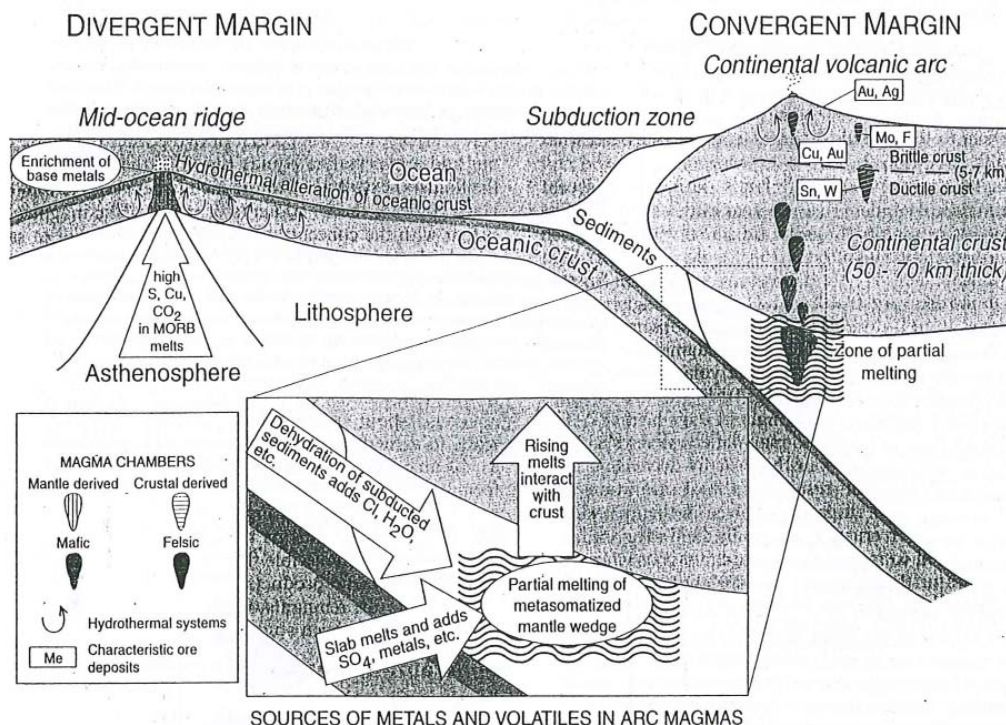 DIVERGENT MARGIN
CONVERGENT MARGIN
Continental volcanic arc
Au, Ag
Mid-ocean ridge
Subduction zone
Mo, F
Cu, Au
Enrichment of
base metals
Hydrothermal alteration
of oceanic crust
Ocean
Brittle crust
(5-7 km)
Ductile crust
Sn, W
Sediments
Oceanic crust
Continental crust
(50 - 70 km thick)
high
S, Cu,
CO2
in MORB
melts
Lithosphere
Asthenosphere
Zone of partial
melting
MAGMA CHAMBERS
Mantle derived
Crustal derived
Mafic
Felsic
Hydrothermal systems
Me
Characteristic ore
deposits
Dehydration of subducted
sediments adds Cl, H2O,
etc.
Rising
melts
interact
with
crust
Partial melting of
metasomatized
mantle wedge
Slab melts and adds
SO4, metals, etc.
SOURCES OF METALS AND VOLATILES IN ARC MAGMAS